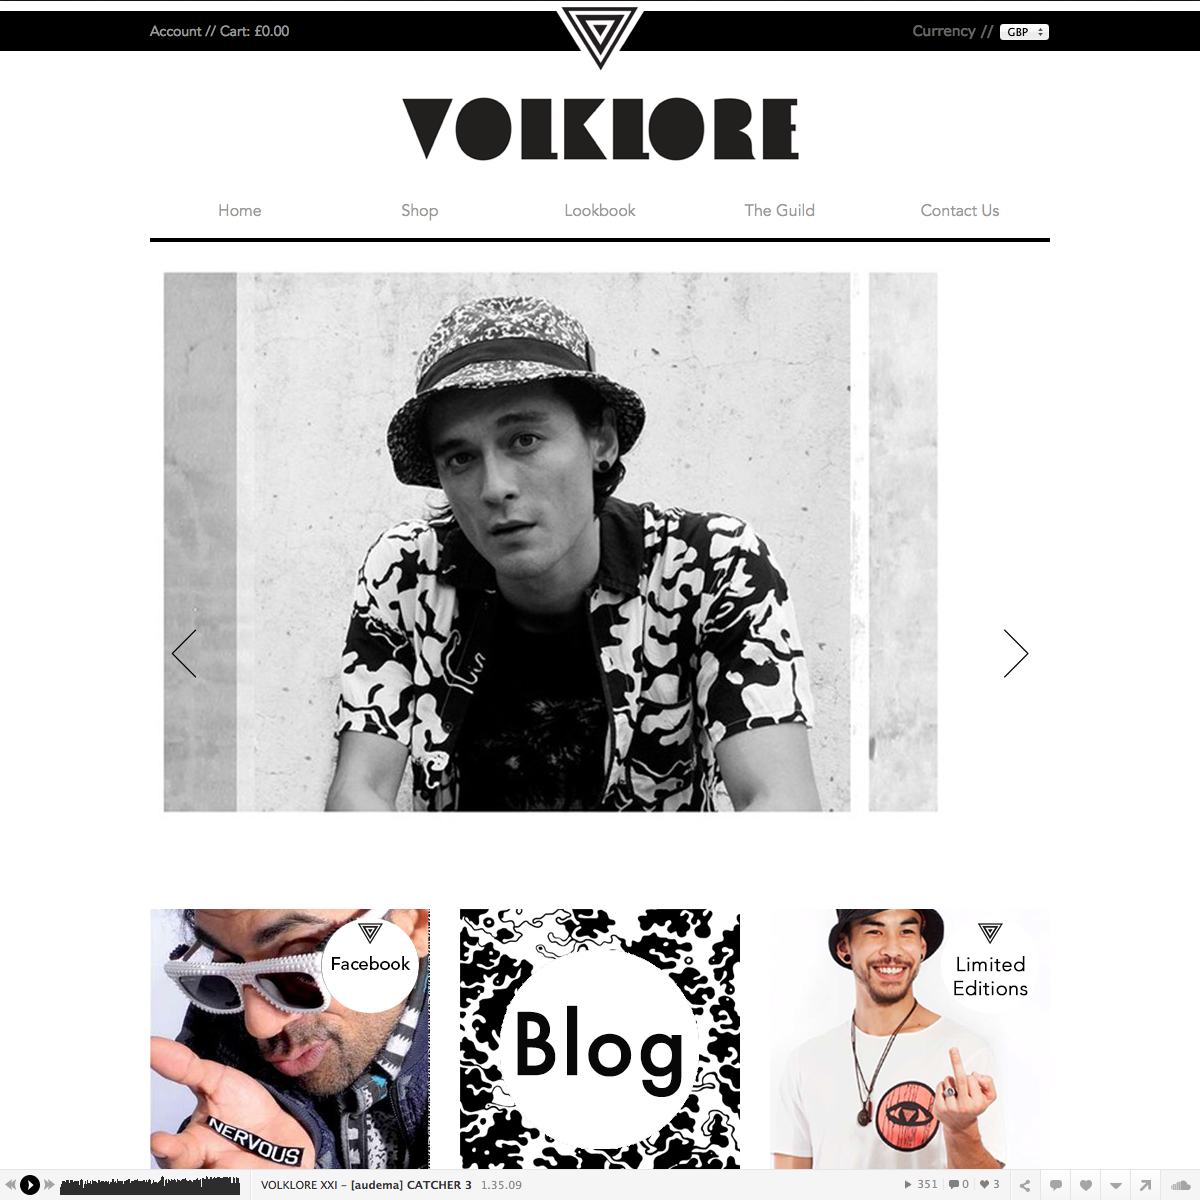 Account // Cart: £0.00
Currency // GBP
VOLKLORE
Home
Shop
Lookbook
The Guild
Contact Us
Facebook
NERVOUS
Blog
Limited
Editions
VOLKLORE XXI – [audema] CATCHER 3 1.35.09
351
0
3